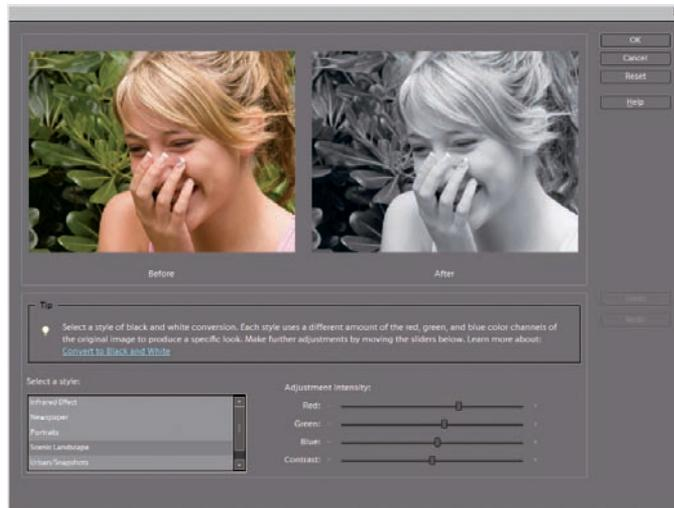 OK
Cancel
Reset
Help
Before
After
Tip
Select a style of black and white conversion. Each style uses a different amount of the red, green, and blue color channels of
the original image to produce a specific look. Make further adjustments by moving the sliders below. Learn more about:
Convert to Black and White
Undo
Redo
Select a style:
Infrared Effect
Newspaper
Portraits
Scenic Landscape
Urban/Snapshots
Adjustment Intensity:
Red:
Green:
Blue:
Contrast: